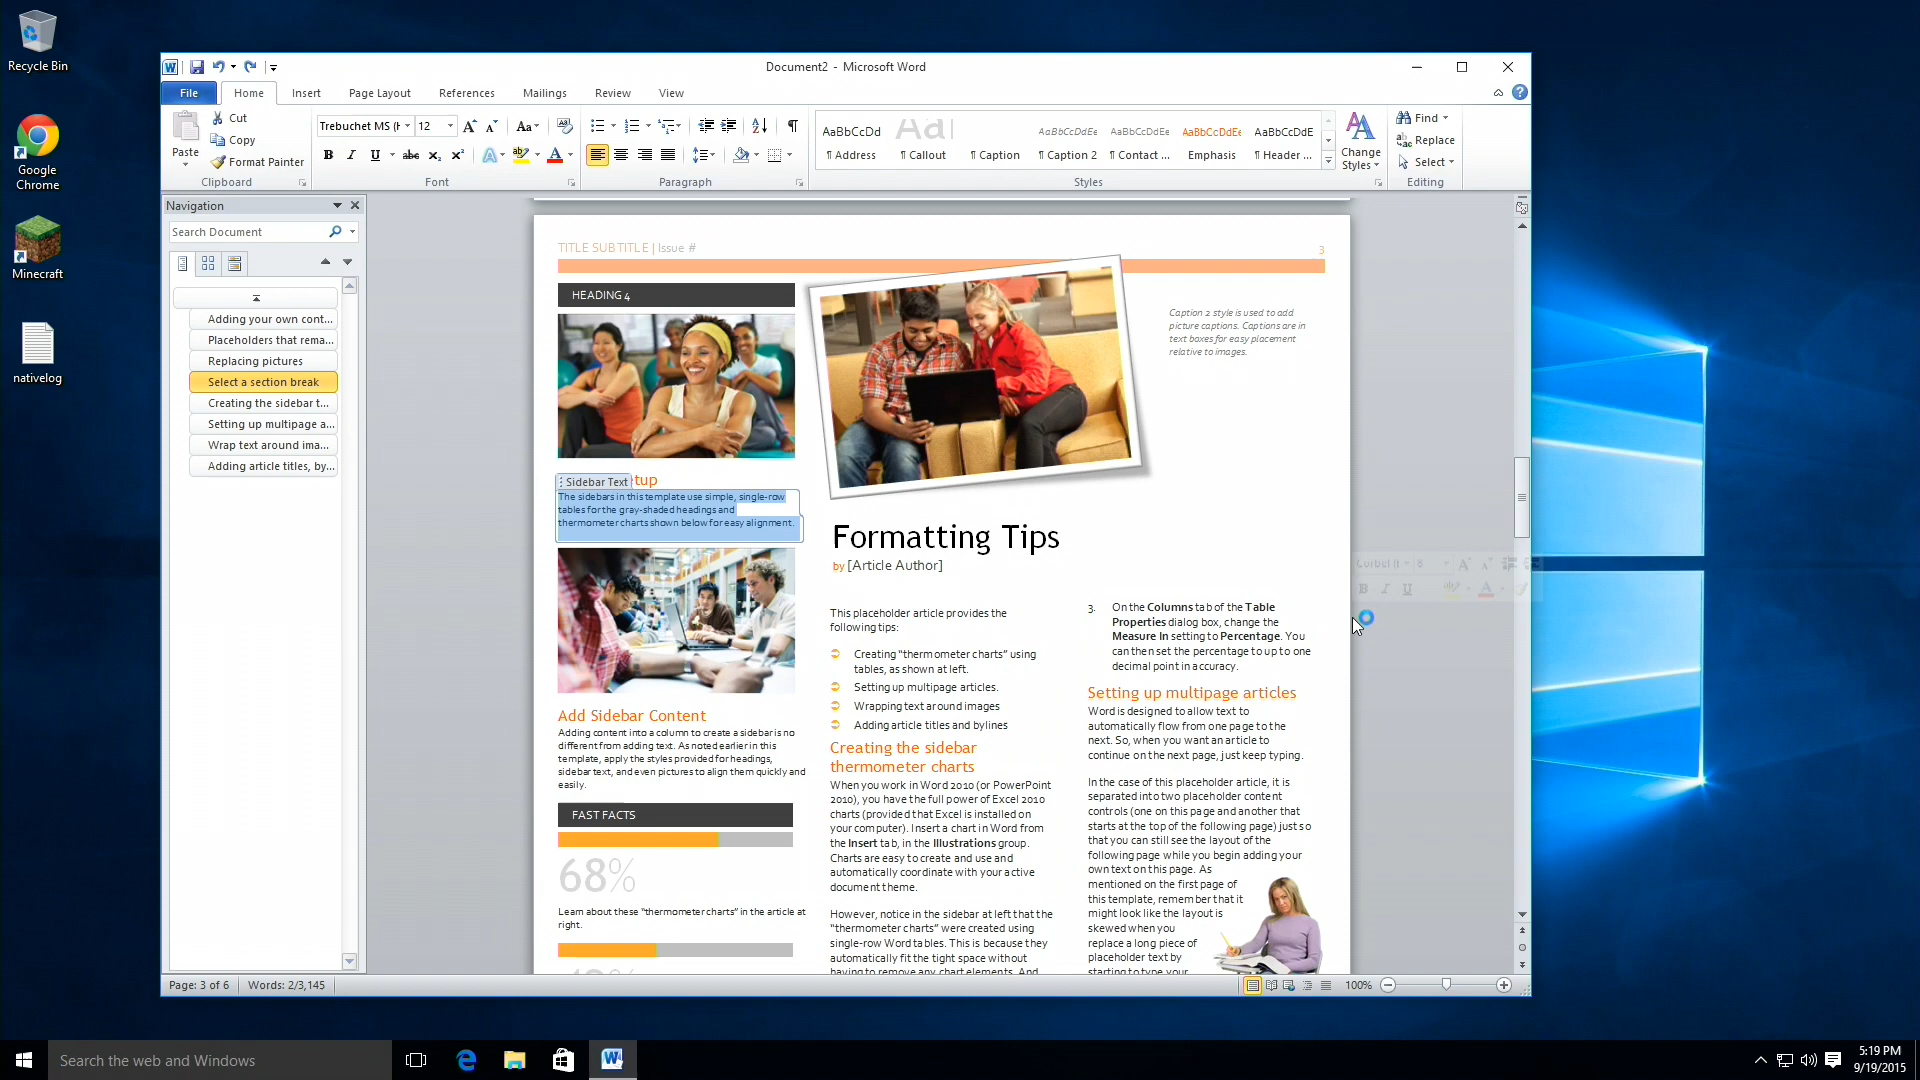 Recycle Bin
Google
Chrome
Minecraft
nativelog
Document2 - Microsoft Word
File Home Insert Page Layout References Mailings Review View
Paste
Cut
Copy
Format Painter
Clipboard
Trebuchet MS (H 12
Font
Paragraph
AaBbCcDd
¶ Address
¶ Callout
¶ Caption
AaBbCcDdEe
¶ Caption 2
AaBbCcDdEe
¶ Contact ...
AaBbCcDdEe
Emphasis
AaBbCcDdE
¶ Header ...
Change
Styles
Styles
Find
Replace
Select
Editing
Navigation
Search Document
Adding your own cont...
Placeholders that rema...
Replacing pictures
Select a section break
Creating the sidebar t...
Setting up multipage a...
Wrap text around ima...
Adding article titles, by...
TITLE SUBTITLE | Issue #
3
HEADING 4
Sidebar Text
tup
The sidebars in this template use simple, single-row
tables for the gray-shaded headings and
thermometer charts shown below for easy alignment.
Add Sidebar Content
Adding content into a column to create a sidebar is no
different from adding text. As noted earlier in this
template, apply the styles provided for headings,
sidebar text, and even pictures to align them quickly and
easily.
FAST FACTS
68%
Learn about these “thermometer charts” in the article at
right.
Caption 2 style is used to add
picture captions. Captions are in
text boxes for easy placement
relative to images.
Formatting Tips
by [Article Author]
This placeholder article provides the
following tips:
Creating “thermometer charts” using
tables, as shown at left.
Setting up multipage articles.
Wrapping text around images
Adding article titles and bylines
Creating the sidebar
thermometer charts
When you work in Word 2010 (or PowerPoint
2010), you have the full power of Excel 2010
charts (provided that Excel is installed on
your computer). Insert a chart in Word from
the Insert tab, in the Illustrations group.
Charts are easy to create and use and
automatically coordinate with your active
document theme.
However, notice in the sidebar at left that the
“thermometer charts” were created using
single-row Word tables. This is because they
automatically fit the tight space without
having to remove any chart elements. And
3. On the Columns tab of the Table
Properties dialog box, change the
Measure In setting to Percentage. You
can then set the percentage to up to one
decimal point in accuracy.
Setting up multipage articles
Word is designed to allow text to
automatically flow from one page to the
next. So, when you want an article to
continue on the next page, just keep typing.
In the case of this placeholder article, it is
separated into two placeholder content
controls (one on this page and another that
starts at the top of the following page) just so
that you can still see the layout of the
following page while you begin adding your
own text on this page. As
mentioned on the first page of
this template, remember that it
might look like the layout is
skewed when you
replace a long piece of
placeholder text by
starting to type your
Corbel (I 8
Page: 3 of 6
Words: 2/3,145
100%
Search the web and Windows
5:19 PM
9/19/2015